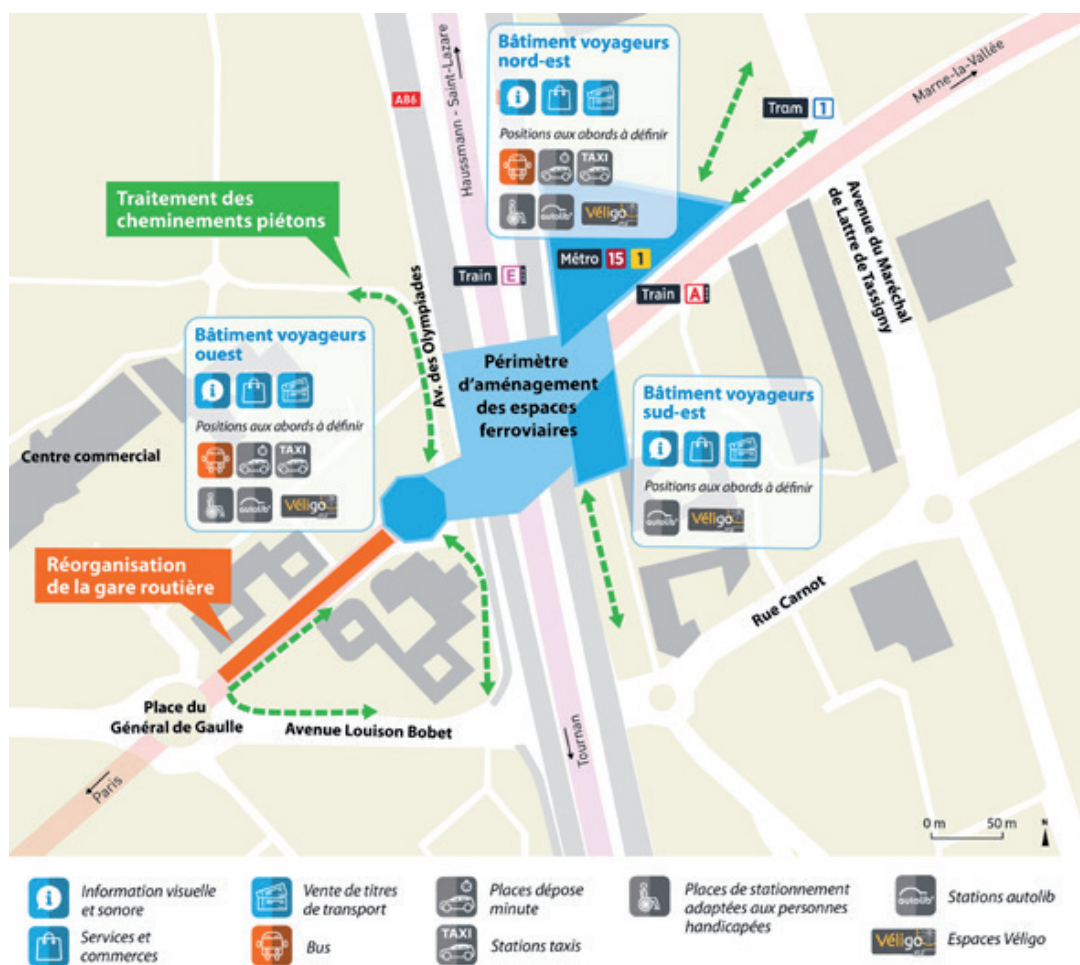 Bâtiment voyageurs
nord-est
Positions aux abords à définir
TAXI
autolib'
Véligo
A86
Haussmann - Saint-Lazare
Tram 1
Marne-la-Vallée
Traitement des
cheminements piétons
Avenue du Maréchal
de Lattre de Tassigny
Métro 15 1
Train E
Train A
Av. des Olympiades
Bâtiment voyageurs
ouest
Positions aux abords à définir
TAXI
autolib'
Véligo
Périmètre
d'aménagement
des espaces
ferroviaires
Bâtiment voyageurs
sud-est
Positions aux abords à définir
autolib'
Véligo
Centre commercial
Réorganisation
de la gare routière
Rue Carnot
Place du
Général de Gaulle
Avenue Louison Bobet
Tournan
Paris
0 m 50 m
N
Information visuelle
et sonore
Services et
commerces
Vente de titres
de transport
Bus
Places dépose
minute
TAXI
Stations taxis
Places de stationnement
adaptées aux personnes
handicapées
autolib'
Stations autolib
Véligo
Espaces Véligo